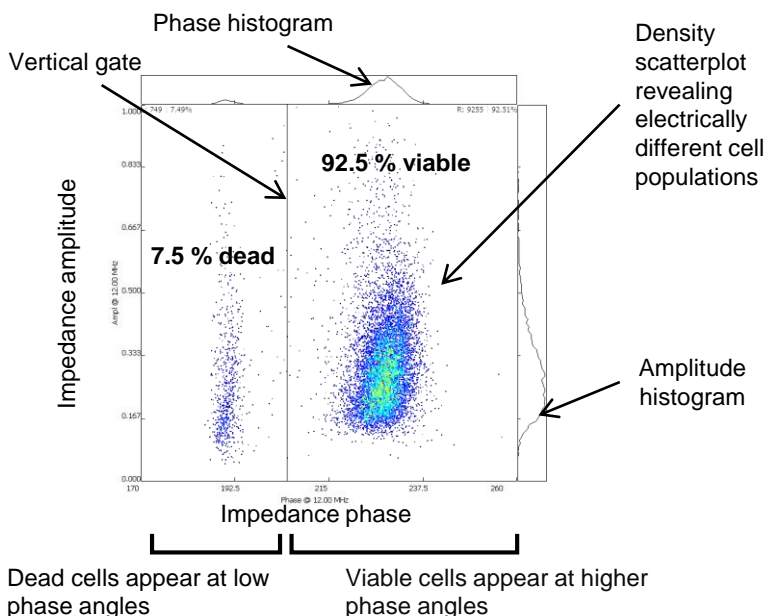 Phase histogram
Vertical gate
Density
scatterplot
revealing
electrically
different cell
populations
749 : 7.49%
R: 9255 : 92.51%
92.5 % viable
7.5 % dead
Impedance amplitude
Ampl @ 12.00 MHz
1.000
0.833
0.667
0.500
0.333
0.167
0.000
170
192.5
215
237.5
260
Phase @ 12.00 MHz
Impedance phase
Amplitude
histogram
Dead cells appear at low
phase angles
Viable cells appear at higher
phase angles